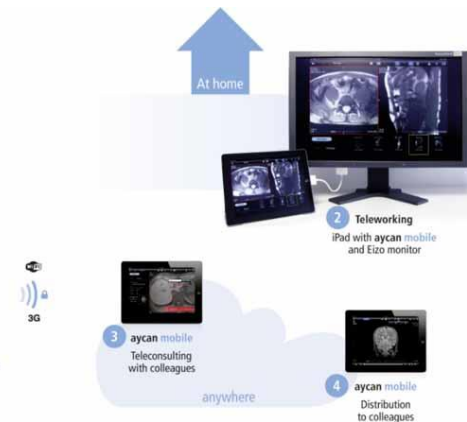 At home
2 Teleworking
iPad with aycan mobile
and Eizo monitor
3G
3 aycan mobile
Teleconsulting
with colleagues
anywhere
4 aycan mobile
Distribution
to colleagues